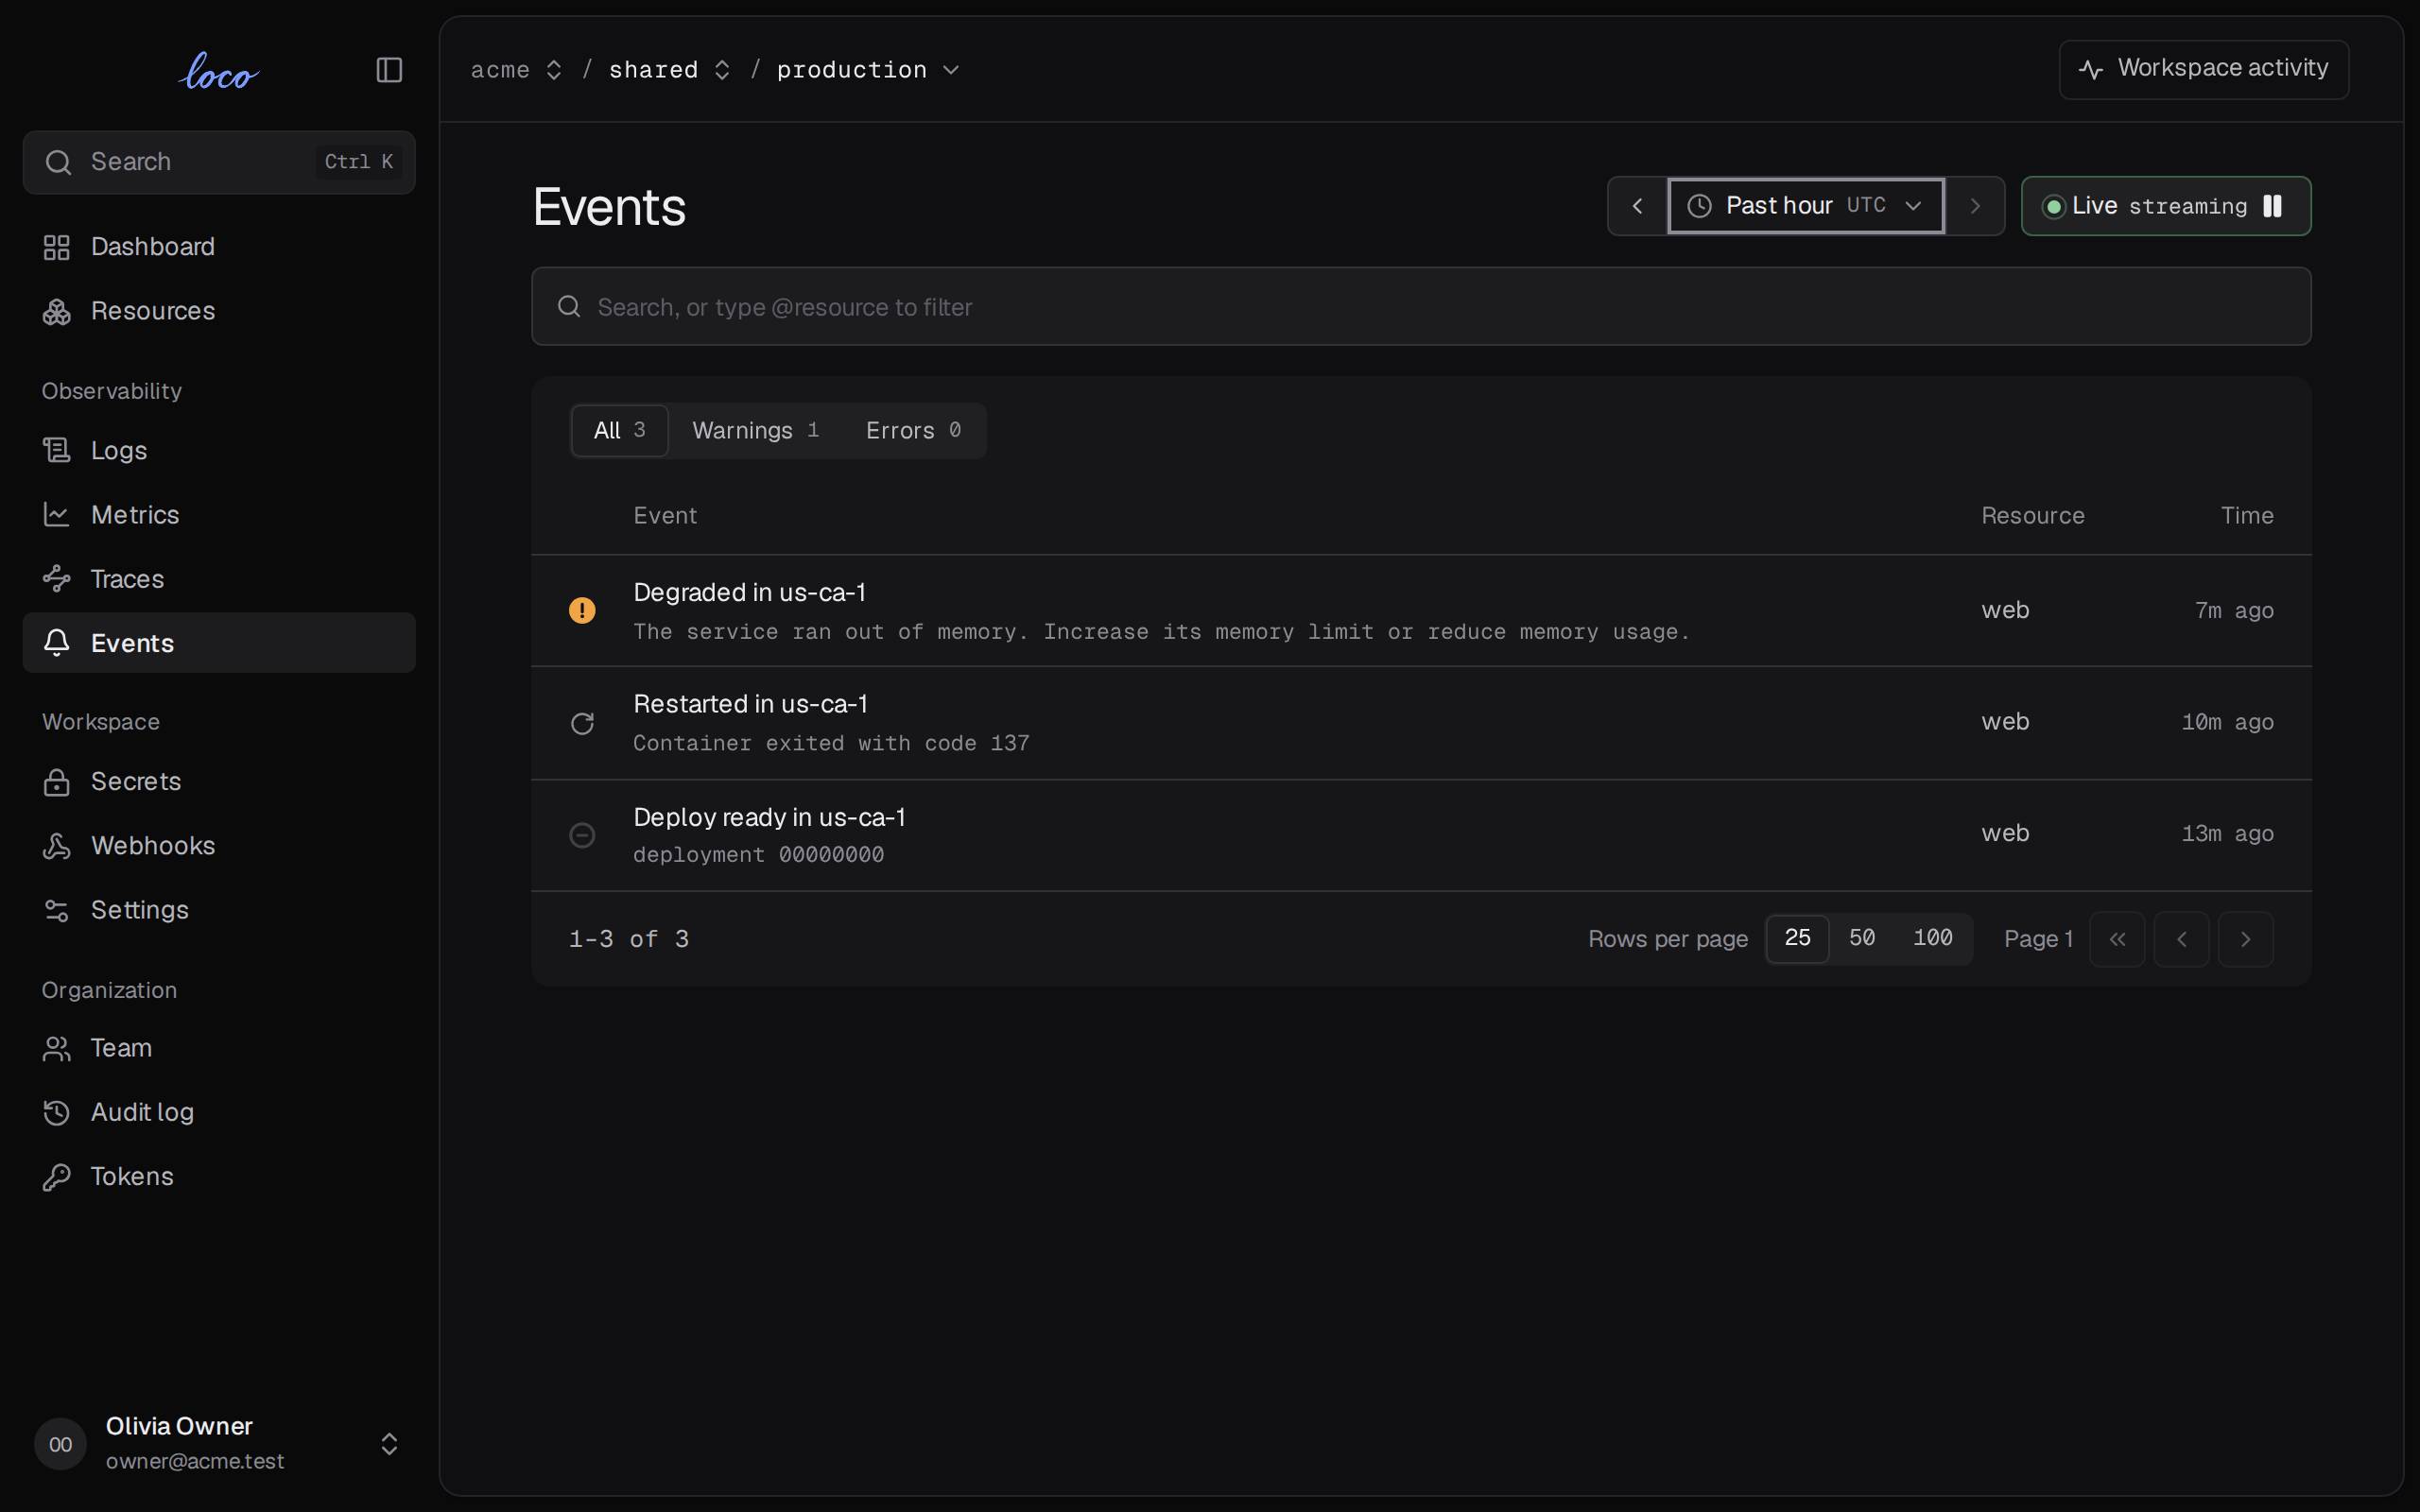 loco
acme / shared / production
Workspace activity
Search Ctrl K
Dashboard
Resources
Observability
Logs
Metrics
Traces
Events
Workspace
Secrets
Webhooks
Settings
Organization
Team
Audit log
Tokens
OO
Olivia Owner
owner@acme.test
Events
Past hour UTC
Live streaming
Search, or type @resource to filter
All 3 Warnings 1 Errors 0
Event Resource Time
Degraded in us-ca-1
The service ran out of memory. Increase its memory limit or reduce memory usage.
web 7m ago
Restarted in us-ca-1
Container exited with code 137
web 10m ago
Deploy ready in us-ca-1
deployment 00000000
web 13m ago
1–3 of 3
Rows per page 25 50 100 Page 1